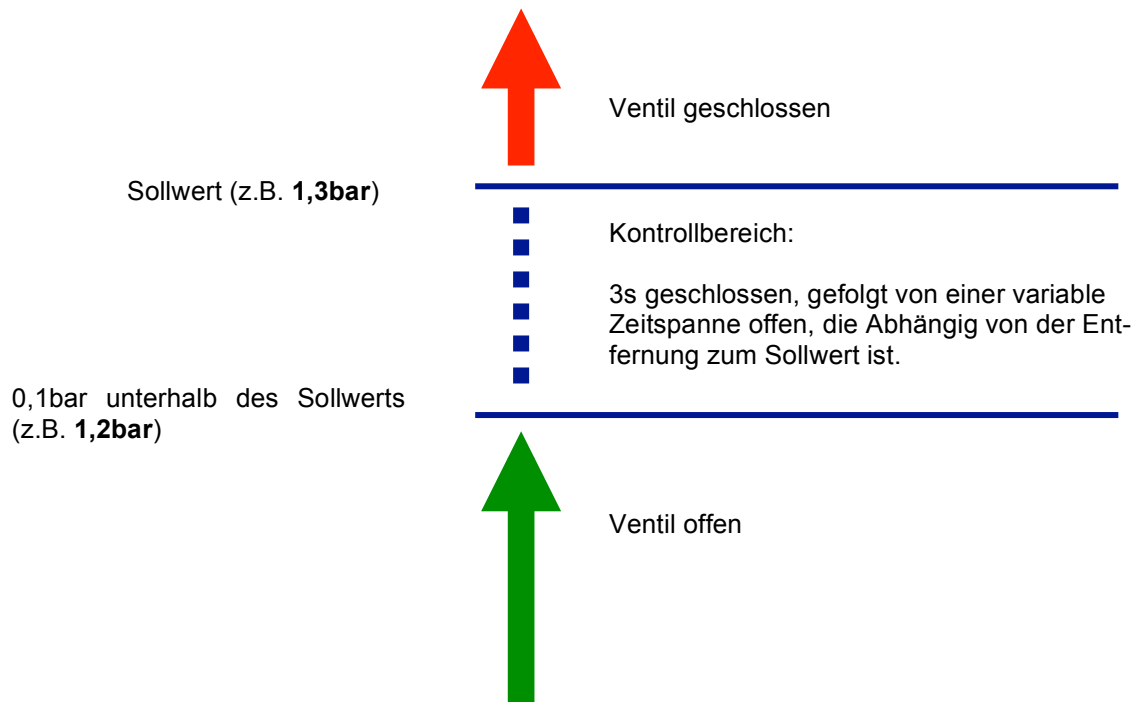 Ventil geschlossen
Sollwert (z.B. 1,3bar)
Kontrollbereich:
3s geschlossen, gefolgt von einer variable
Zeitspanne offen, die Abhängig von der Ent-
fernung zum Sollwert ist.
0,1bar unterhalb des Sollwerts
(z.B. 1,2bar)
Ventil offen